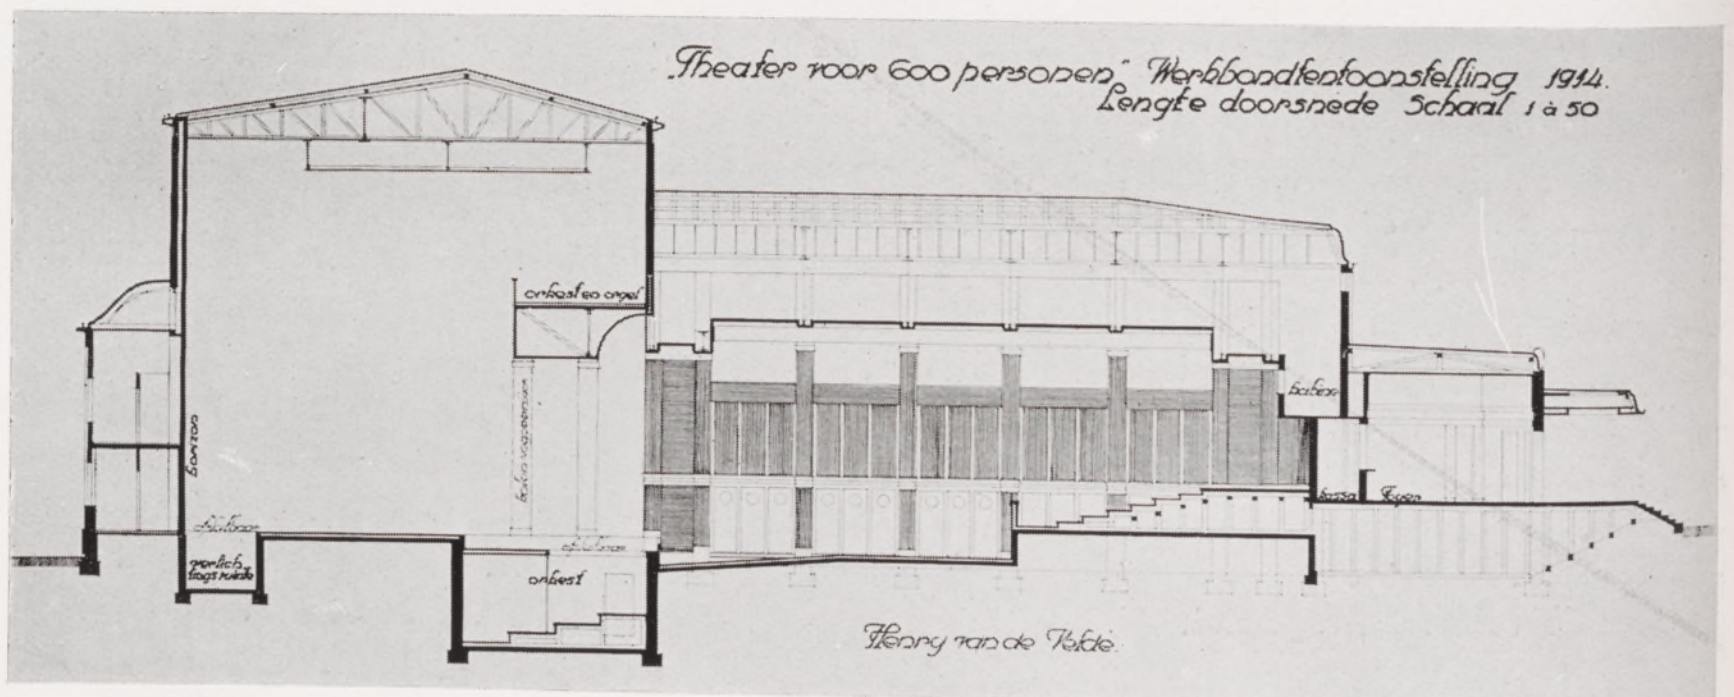 „Theater voor 600 personen” Werkbondtentoonstelling 1914.
Lengte doorsnede Schaal 1 à 50
orkest en orgel
horizon
orkest
kassa
Foyer
Henry van de Velde.